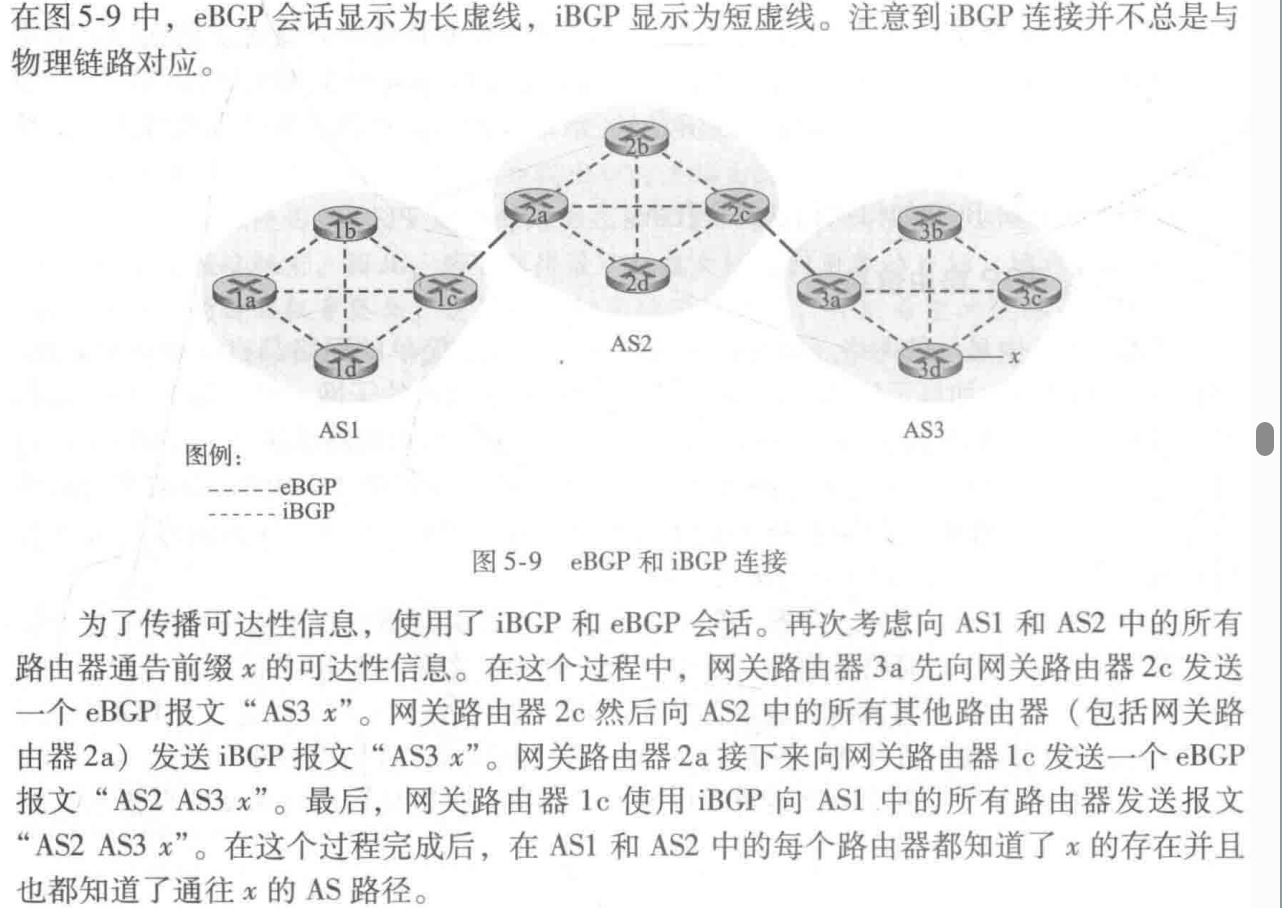 在图5-9 中，eBGP 会话显示为长虚线，iBGP 显示为短虚线。注意到 iBGP 连接并不总是与
物理链路对应。
2b
2a
2c
1b
3b
2d
1a
1c
3a
3c
AS2
1d
3d
x
AS1
AS3
图例：
eBGP
iBGP
图 5-9 eBGP 和 iBGP 连接
为了传播可达性信息，使用了 iBGP 和 eBGP 会话。再次考虑向 AS1 和 AS2 中的所有
路由器通告前缀 x 的可达性信息。在这个过程中，网关路由器 3a 先向网关路由器 2c 发送
一个 eBGP 报文“AS3 x”。网关路由器 2c 然后向 AS2 中的所有其他路由器（包括网关路
由器 2a）发送 iBGP 报文“AS3 x”。网关路由器 2a 接下来向网关路由器 1c 发送一个 eBGP
报文“AS2 AS3 x”。最后，网关路由器 1c 使用 iBGP 向 AS1 中的所有路由器发送报文
“AS2 AS3 x”。在这个过程完成后，在 AS1 和 AS2 中的每个路由器都知道了 x 的存在并且
也都知道了通往 x 的 AS 路径。